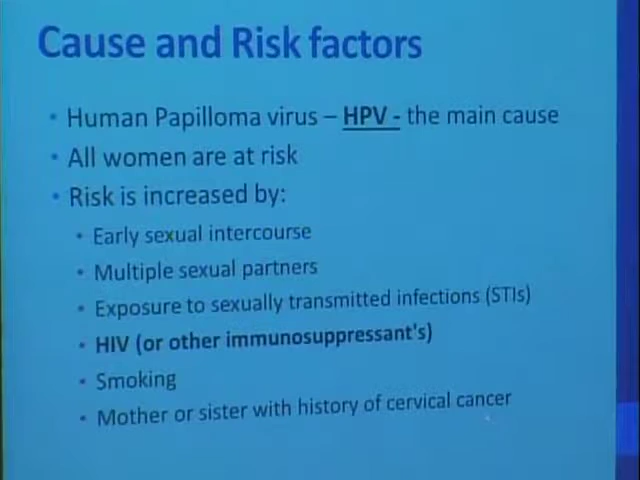 Cause and Risk factors
• Human Papilloma virus – HPV - the main cause
• All women are at risk
• Risk is increased by:
• Early sexual intercourse
• Multiple sexual partners
• Exposure to sexually transmitted infections (STIs)
• HIV (or other immunosuppressant's)
• Smoking
• Mother or sister with history of cervical cancer